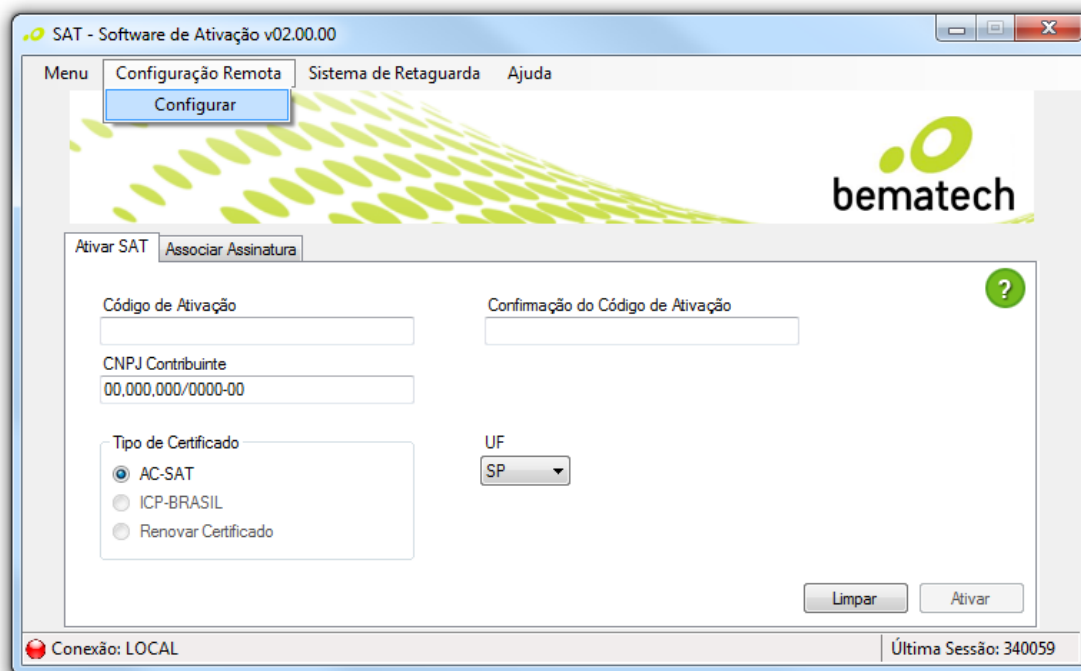 SAT - Software de Ativação v02.00.00
Menu Configuração Remota Sistema de Retaguarda Ajuda
Configurar
bematech
Ativar SAT Associar Assinatura
?
Código de Ativação Confirmação do Código de Ativação
CNPJ Contribuinte
00,000,000/0000-00
Tipo de Certificado UF
AC-SAT SP
ICP-BRASIL
Renovar Certificado
Limpar Ativar
Conexão: LOCAL Última Sessão: 340059